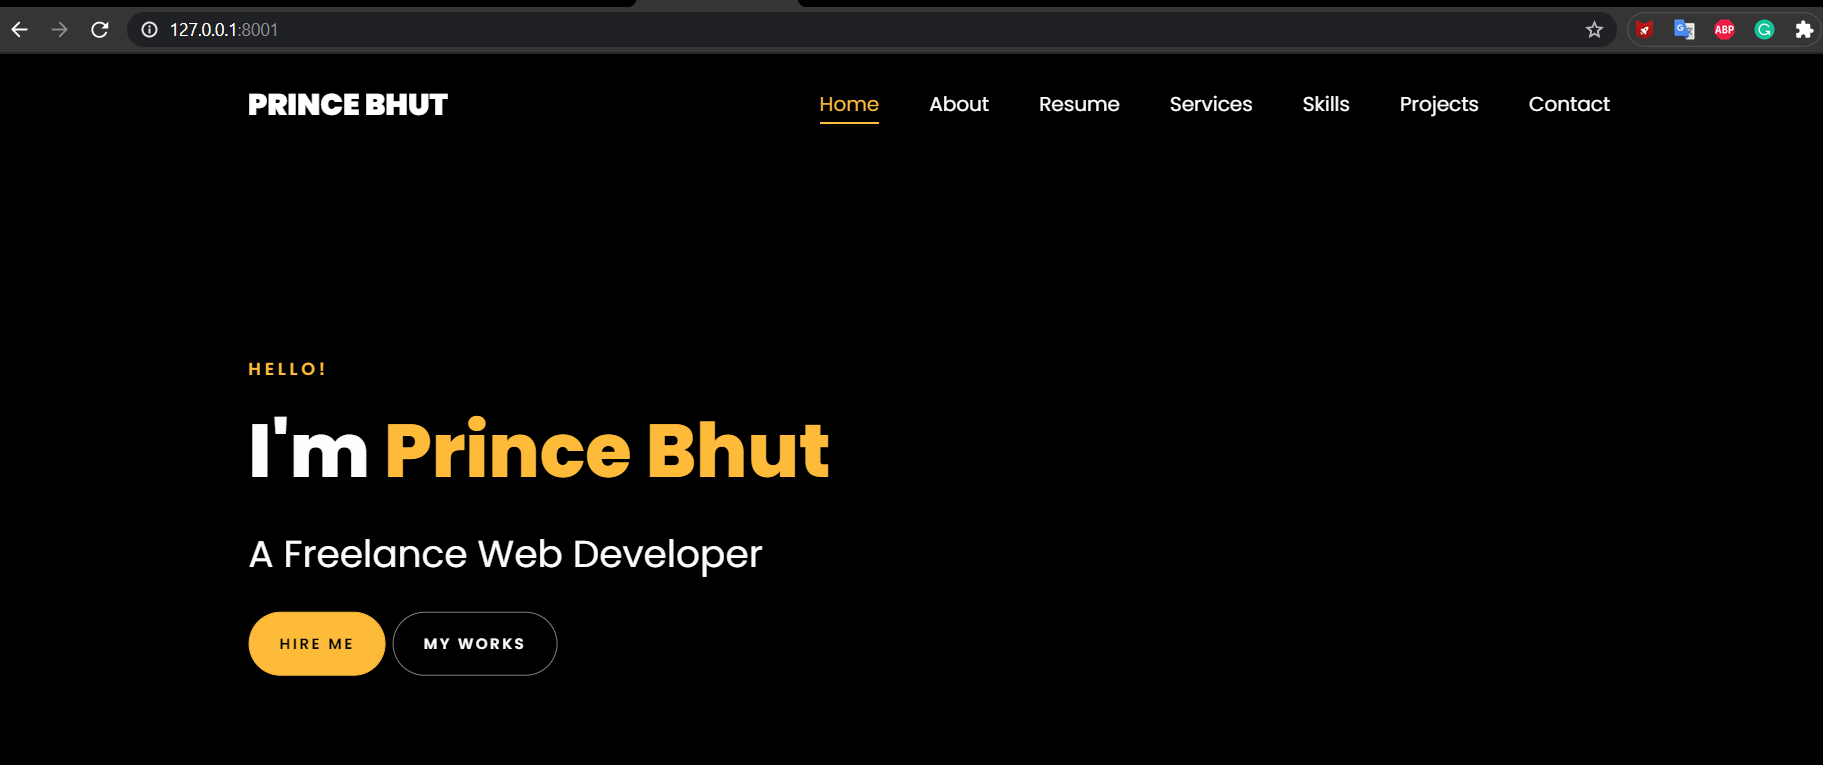 127.0.0.1:8001
ABP
PRINCE BHUT
Home About Resume Services Skills Projects Contact
HELLO!
I'm Prince Bhut
A Freelance Web Developer
HIRE ME MY WORKS